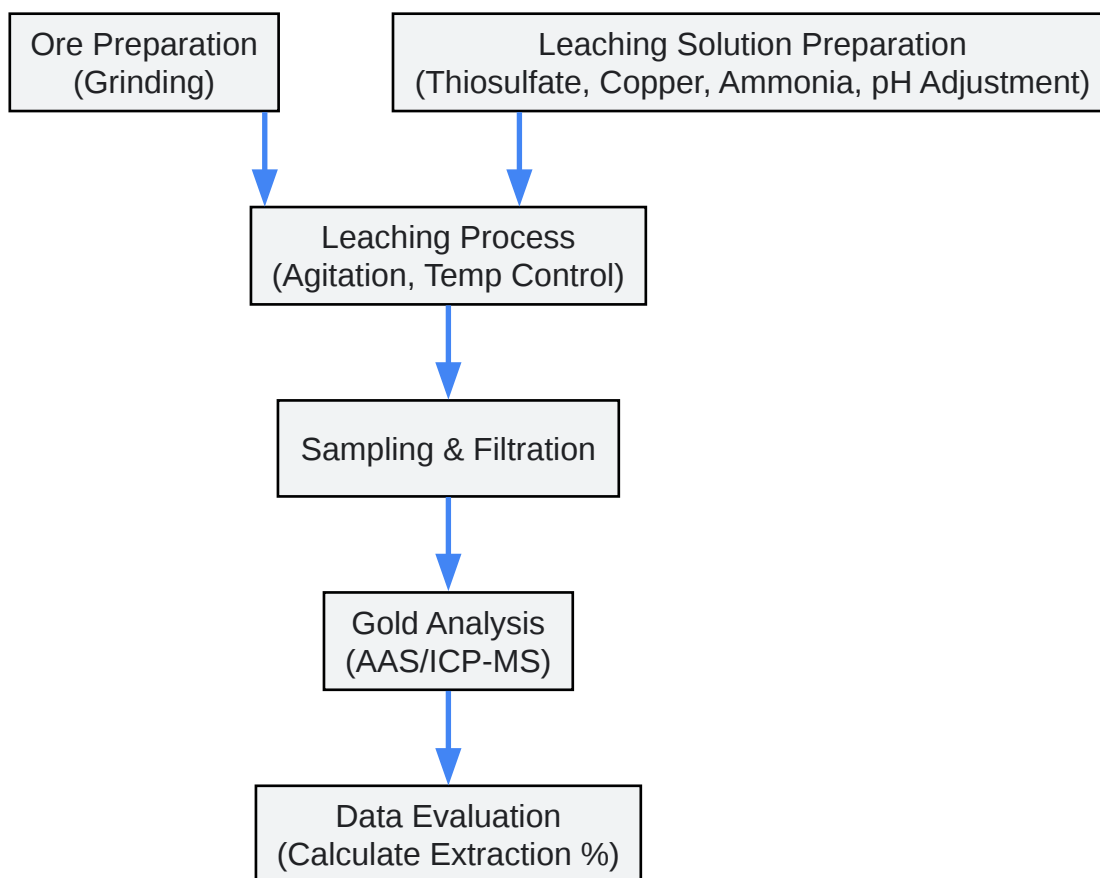 Ore Preparation
(Grinding)
Leaching Solution Preparation
(Thiosulfate, Copper, Ammonia, pH Adjustment)
Leaching Process
(Agitation, Temp Control)
Sampling & Filtration
Gold Analysis
(AAS/ICP-MS)
Data Evaluation
(Calculate Extraction %)